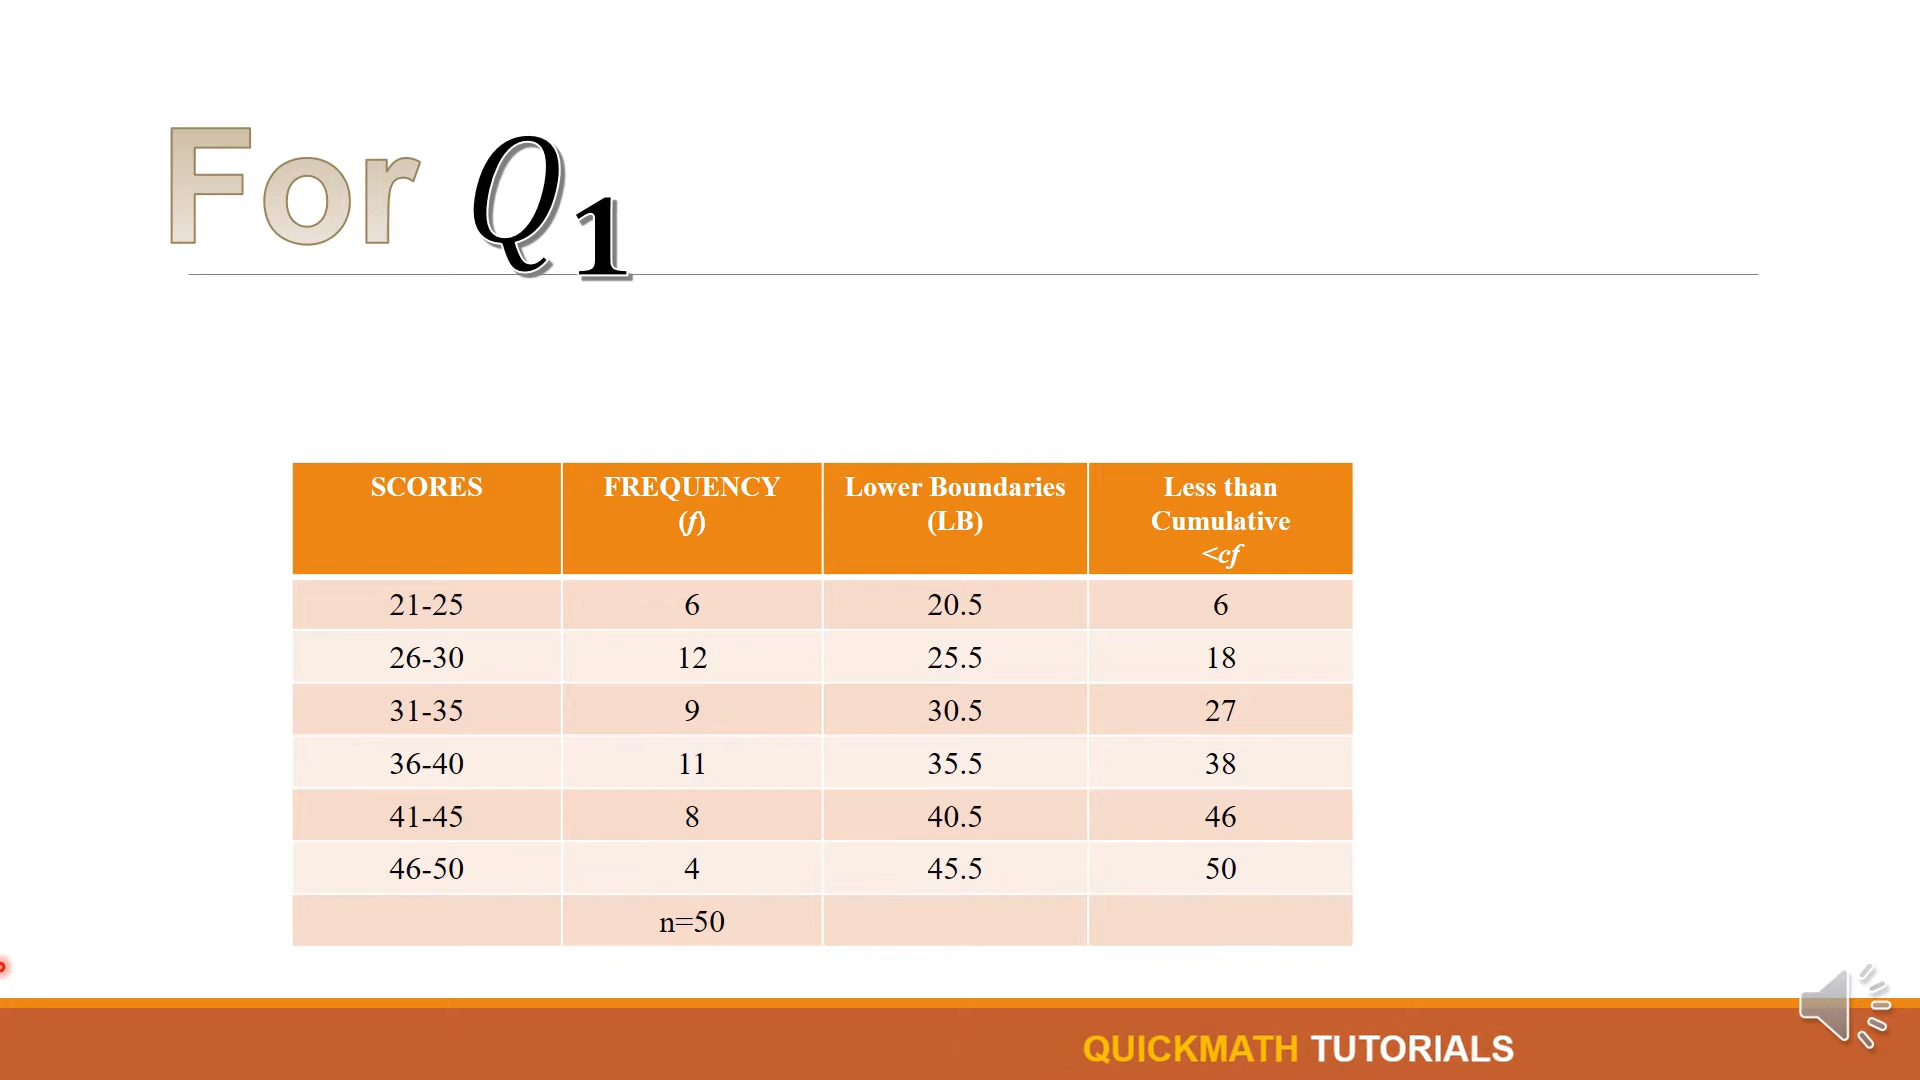 For Q1
SCORES FREQUENCY (f) Lower Boundaries (LB) Less than Cumulative <cf
21-25 6 20.5 6
26-30 12 25.5 18
31-35 9 30.5 27
36-40 11 35.5 38
41-45 8 40.5 46
46-50 4 45.5 50
n=50
QUICKMATH TUTORIALS